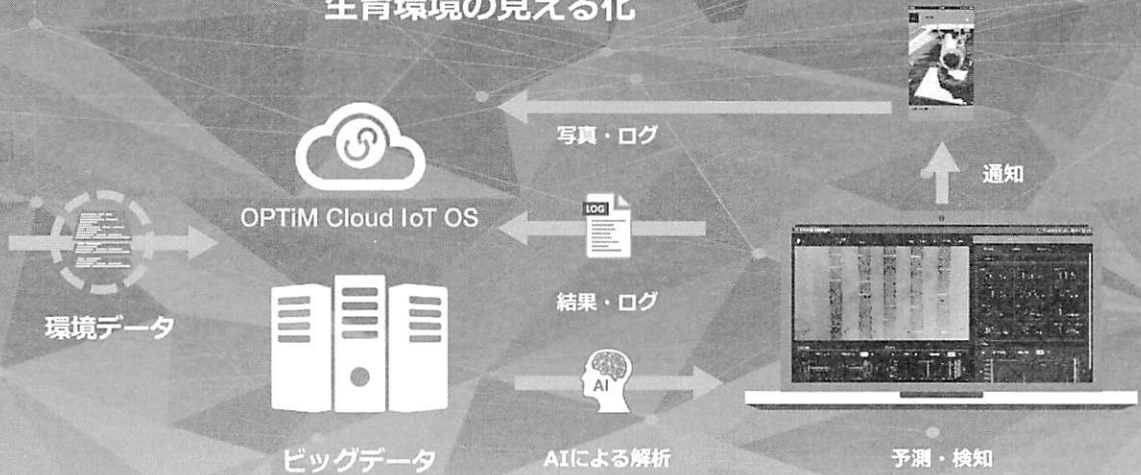 生育環境の見える化
写真・ログ
通知
OPTiM Cloud IoT OS
LOG
環境データ
結果・ログ
AI
ビッグデータ
AIによる解析
予測・検知